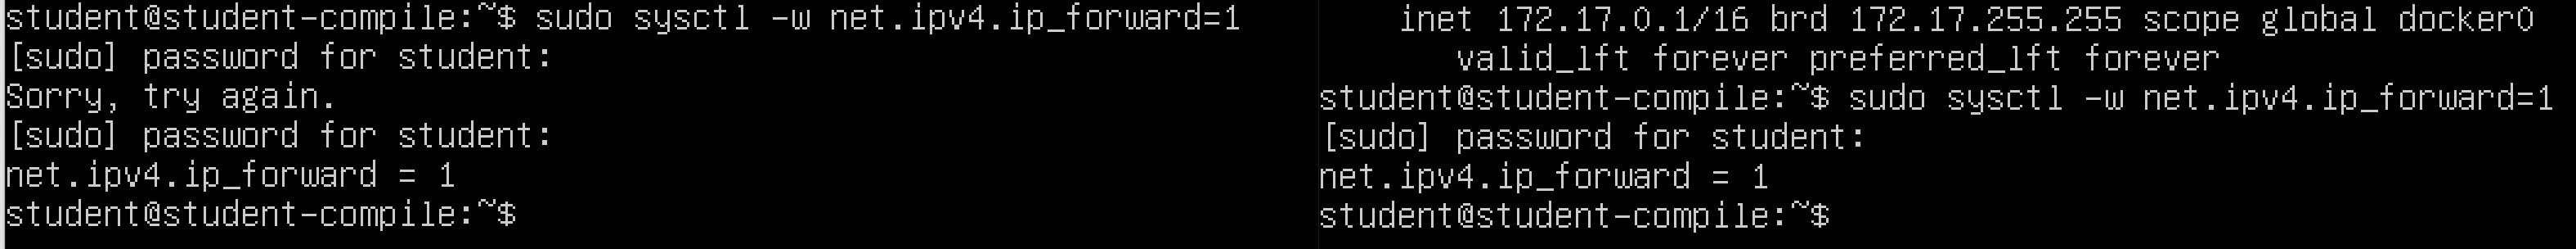 student@student-compile:~$ sudo sysctl -w net.ipv4.ip_forward=1
[sudo] password for student:
Sorry, try again.
[sudo] password for student:
net.ipv4.ip_forward = 1
student@student-compile:~$
inet 172.17.0.1/16 brd 172.17.255.255 scope global docker0
valid_lft forever preferred_lft forever
student@student-compile:~$ sudo sysctl -w net.ipv4.ip_forward=1
[sudo] password for student:
net.ipv4.ip_forward = 1
student@student-compile:~$